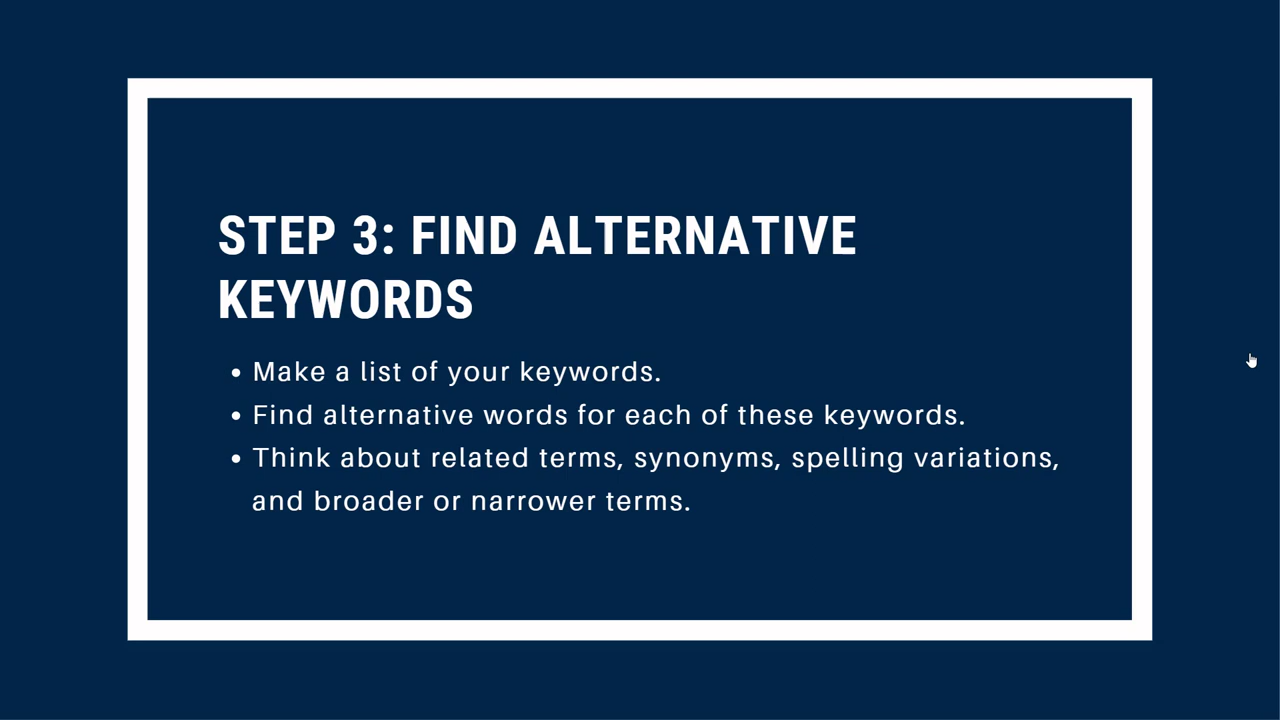 STEP 3: FIND ALTERNATIVE
KEYWORDS
• Make a list of your keywords.
• Find alternative words for each of these keywords.
• Think about related terms, synonyms, spelling variations,
and broader or narrower terms.